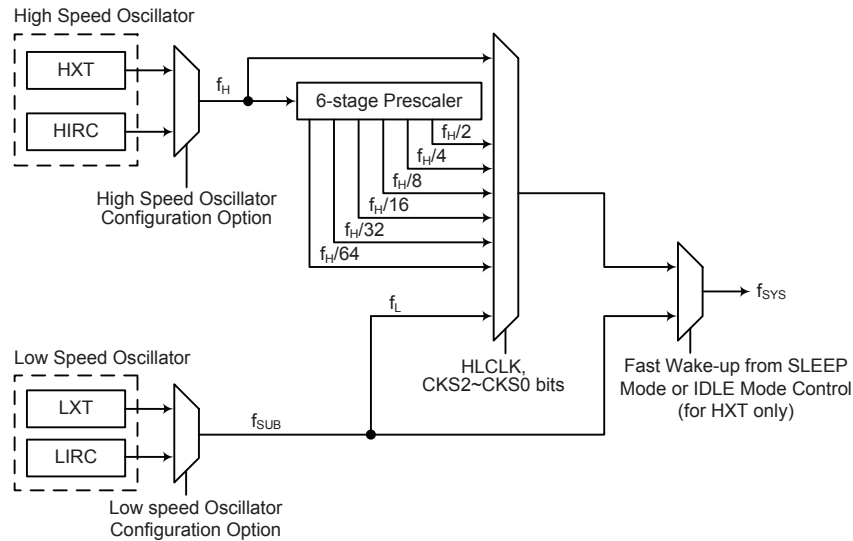 High Speed Oscillator
HXT
HIRC
High Speed Oscillator
Configuration Option
fH
6-stage Prescaler
fH/2
fH/4
fH/8
fH/16
fH/32
fH/64
fL
HLCLK,
CKS2~CKS0 bits
fSYS
Fast Wake-up from SLEEP
Mode or IDLE Mode Control
(for HXT only)
Low Speed Oscillator
LXT
LIRC
fSUB
Low speed Oscillator
Configuration Option